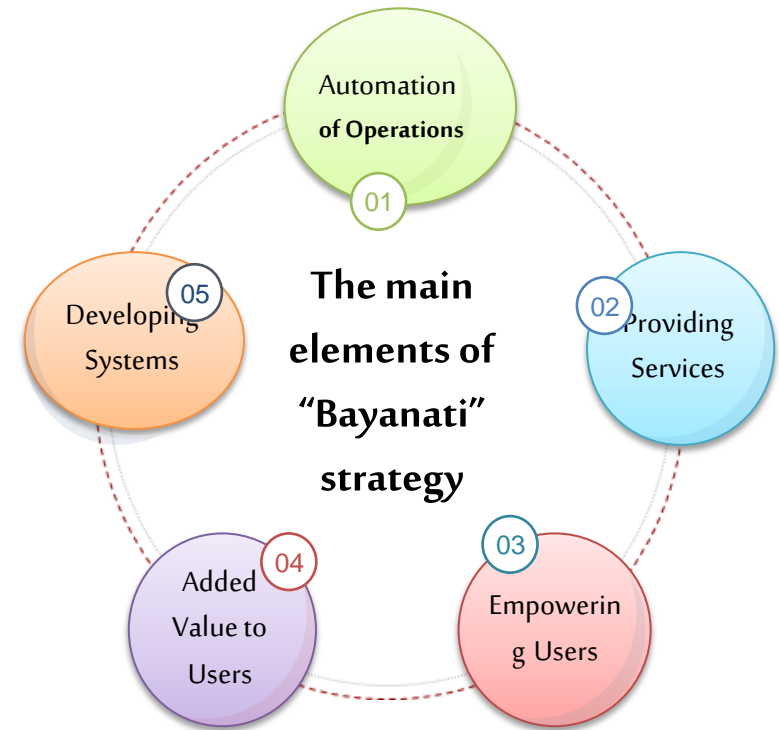 Automation
of Operations
01
The main
elements of
“Bayanati”
strategy
02
Providing
Services
03
Empowerin
g Users
04
Added
Value to
Users
05
Developing
Systems